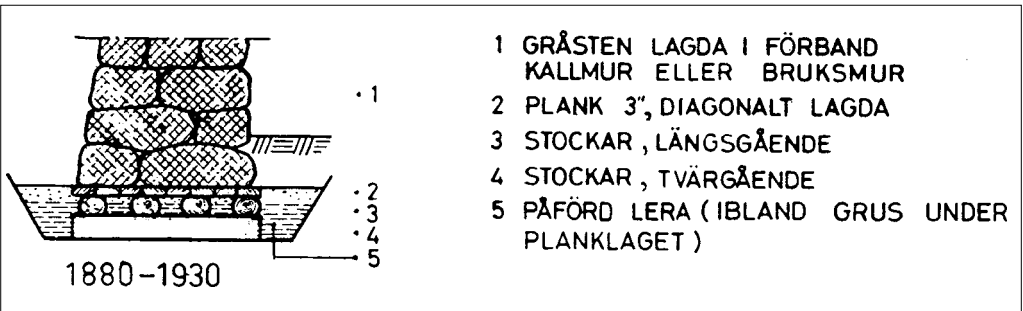 1 GRÅSTEN LAGDA I FÖRBAND
KALLMUR ELLER BRUKSMUR
2 PLANK 3", DIAGONALT LAGDA
3 STOCKAR, LÄNGSGÅENDE
4 STOCKAR, TVÄRGÅENDE
5 PÅFÖRD LERA (IBLAND GRUS UNDER
PLANKLAGET)
1
2
3
4
5
1880-1930